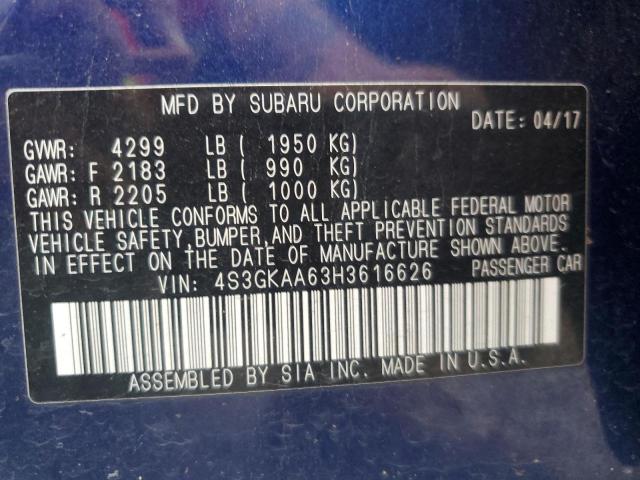 MFD BY SUBARU CORPORATION
DATE: 04/17
GVWR: 4299 LB ( 1950 KG)
GAWR: F 2183 LB ( 990 KG)
GAWR: R 2205 LB ( 1000 KG)
THIS VEHICLE CONFORMS TO ALL APPLICABLE FEDERAL MOTOR
VEHICLE SAFETY, BUMPER, AND THEFT PREVENTION STANDARDS
IN EFFECT ON THE DATE OF MANUFACTURE SHOWN ABOVE.
VIN: 4S3GKAA63H3616626 PASSENGER CAR
ASSEMBLED BY SIA INC. MADE IN U.S.A.